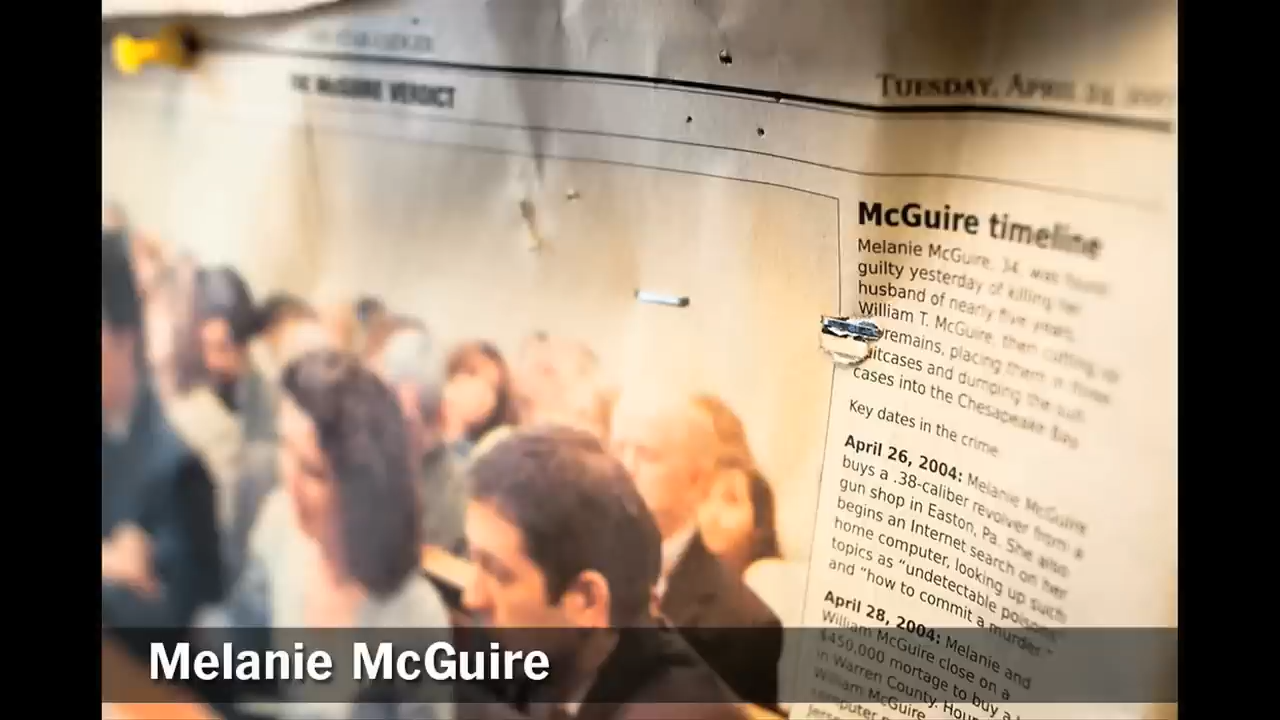 THE McGUIRE VERDICT
TUESDAY, APRIL 24,
McGuire timeline
Melanie McGuire, 34, was found
guilty yesterday of killing her
husband of nearly five years,
William T. McGuire, then cutting up
remains, placing them in three
uitcases and dumping the suit-
cases into the Chesapeake Bay
Key dates in the crime
April 26, 2004: Melanie McGuire
buys a .38-caliber revolver from a
gun shop in Easton, Pa. She also
begins an Internet search on her
home computer, looking up such
topics as “undetectable poisons”
and “how to commit a murder.”
April 28, 2004: Melanie and
William McGuire close on a
$450,000 mortgage to buy a
in Warren County.
William McGuire
Melanie McGuire